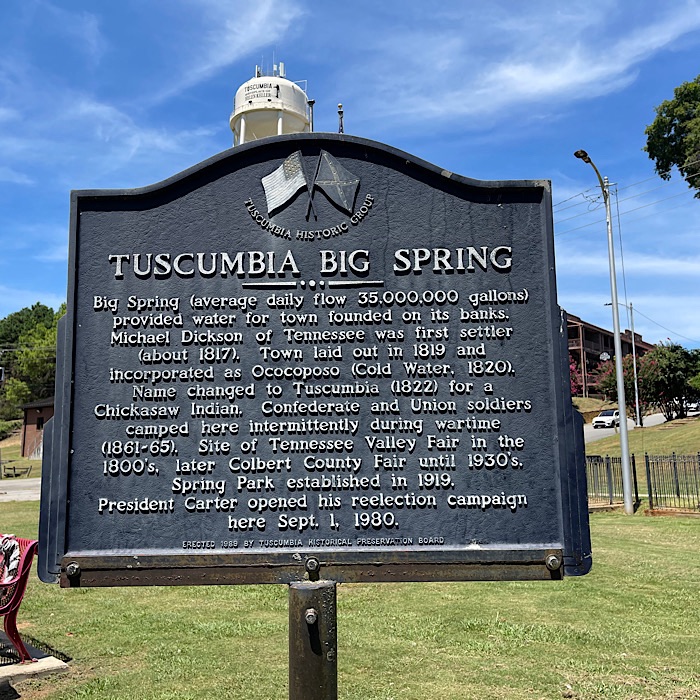 TUSCUMBIA
HELEN KELLER
TUSCUMBIA HISTORIC GROUP
TUSCUMBIA BIG SPRING
Big Spring (average daily flow 35,000,000 gallons)
provided water for town founded on its banks.
Michael Dickson of Tennessee was first settler
(about 1817). Town laid out in 1819 and
incorporated as Ococoposo (Cold Water, 1820).
Name changed to Tuscumbia (1822) for a
Chickasaw Indian. Confederate and Union soldiers
camped here intermittently during wartime
(1861-65). Site of Tennessee Valley Fair in the
1800's, later Colbert County Fair until 1930's.
Spring Park established in 1919.
President Carter opened his reelection campaign
here Sept. 1, 1980.
ERECTED 1989 BY TUSCUMBIA HISTORICAL PRESERVATION BOARD